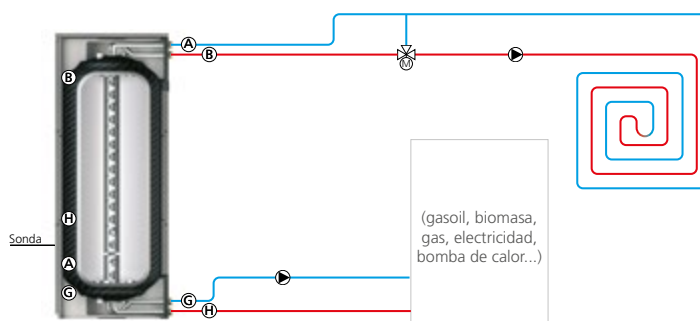 A
B
M
B
H
(gasoil, biomasa,
gas, electricidad,
bomba de calor...)
Sonda
A
G
G
H